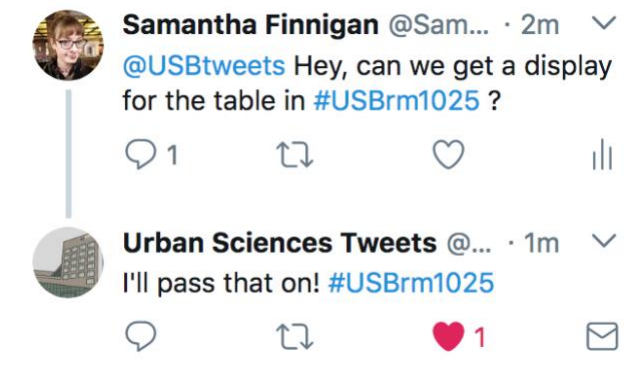 Samantha Finnigan @Sam... · 2m
@USBtweets Hey, can we get a display
for the table in #USBrm1025 ?
1
Urban Sciences Tweets @... · 1m
I'll pass that on! #USBrm1025
1